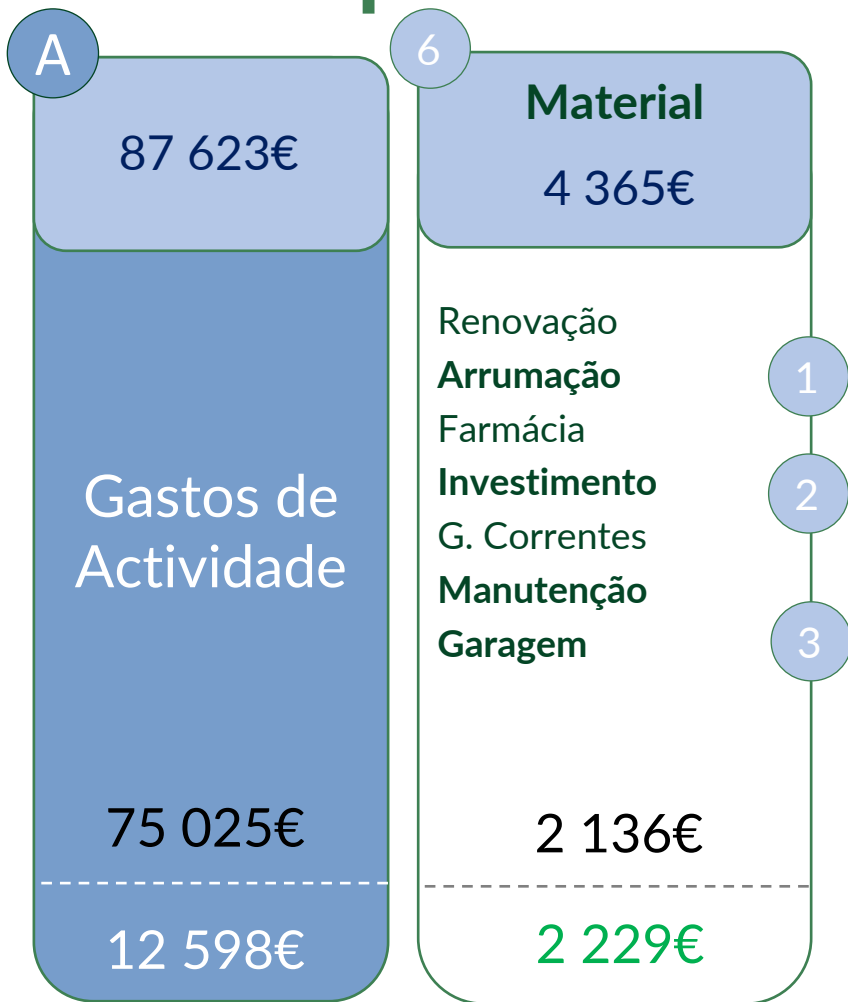 A
87 623€
Gastos de
Actividade
75 025€
12 598€
6
Material
4 365€
Renovação
Arrumação
1
Farmácia
Investimento
2
G. Correntes
Manutenção
Garagem
3
2 136€
2 229€